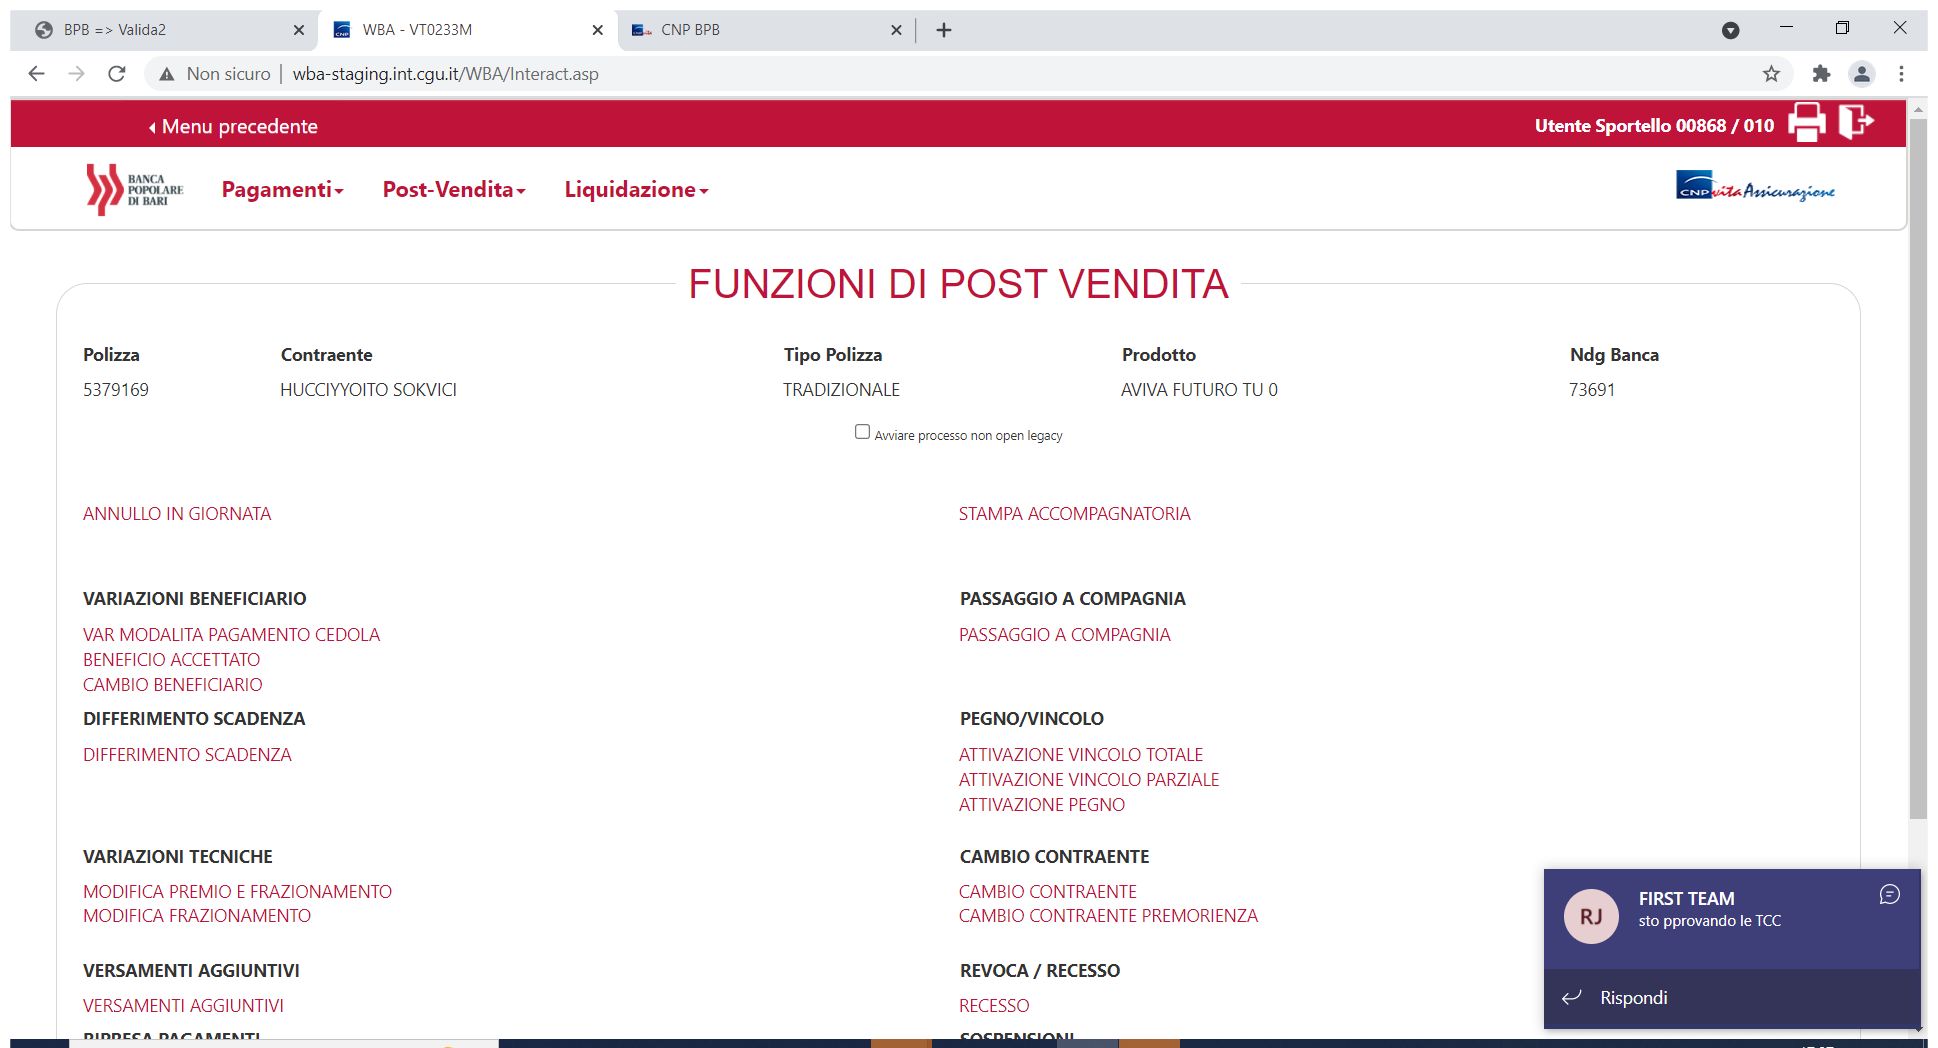 BPB => Valida2
WBA - VT0233M
CNP BPB
Non sicuro | wba-staging.int.cgu.it/WBA/Interact.asp
Menu precedente
Utente Sportello 00868 / 010
BANCA
POPOLARE
DI BARI
Pagamenti
Post-Vendita
Liquidazione
CNP vita Assicurazione
FUNZIONI DI POST VENDITA
Polizza Contraente Tipo Polizza Prodotto Ndg Banca
5379169 HUCCIYYOITO SOKVICI TRADIZIONALE AVIVA FUTURO TU 0 73691
Avviare processo non open legacy
ANNULLO IN GIORNATA
STAMPA ACCOMPAGNATORIA
VARIAZIONI BENEFICIARIO
VAR MODALITA PAGAMENTO CEDOLA
BENEFICIO ACCETTATO
CAMBIO BENEFICIARIO
PASSAGGIO A COMPAGNIA
PASSAGGIO A COMPAGNIA
DIFFERIMENTO SCADENZA
DIFFERIMENTO SCADENZA
PEGNO/VINCOLO
ATTIVAZIONE VINCOLO TOTALE
ATTIVAZIONE VINCOLO PARZIALE
ATTIVAZIONE PEGNO
VARIAZIONI TECNICHE
MODIFICA PREMIO E FRAZIONAMENTO
MODIFICA FRAZIONAMENTO
CAMBIO CONTRAENTE
CAMBIO CONTRAENTE
CAMBIO CONTRAENTE PREMORIENZA
VERSAMENTI AGGIUNTIVI
VERSAMENTI AGGIUNTIVI
REVOCA / RECESSO
RECESSO
RIPRESA PAGAMENTI
SOSPENSIONI
RJ
FIRST TEAM
sto pprovando le TCC
Rispondi